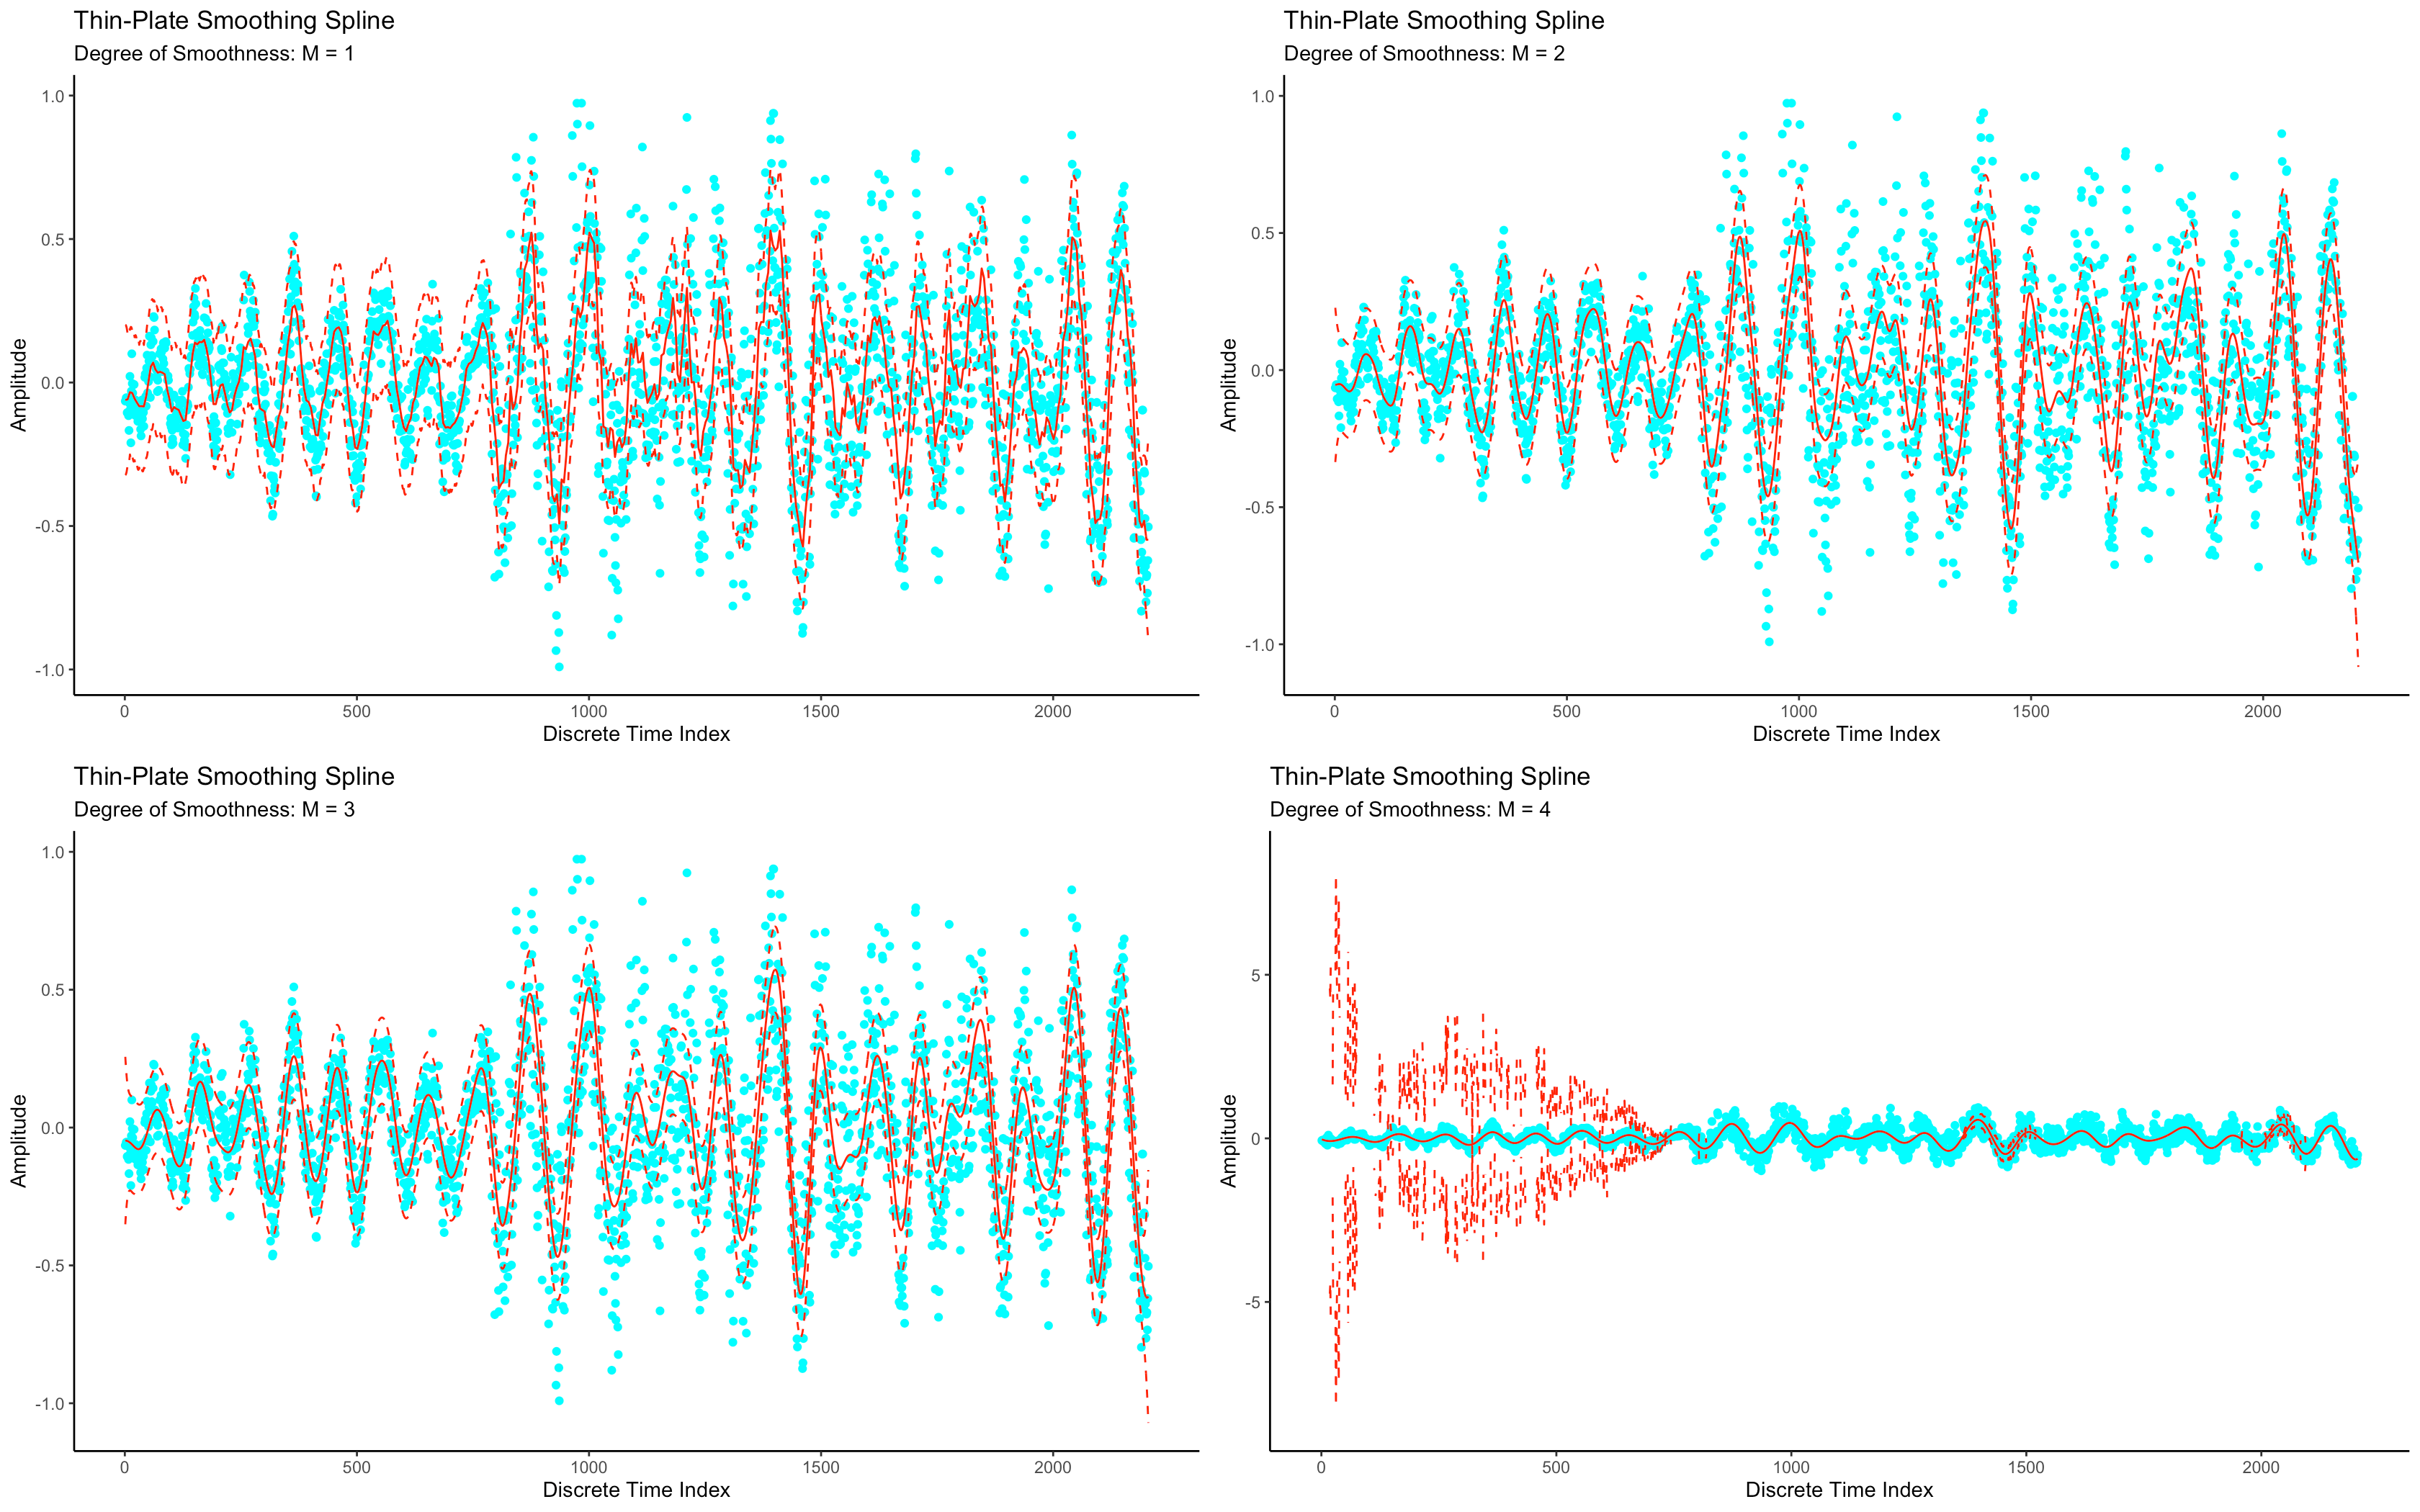 Thin-Plate Smoothing Spline
Degree of Smoothness: M = 1
1.0
0.5
0.0
-0.5
-1.0
Amplitude
0 500 1000 1500 2000
Discrete Time Index
Thin-Plate Smoothing Spline
Degree of Smoothness: M = 2
1.0
0.5
0.0
-0.5
-1.0
Amplitude
0 500 1000 1500 2000
Discrete Time Index
Thin-Plate Smoothing Spline
Degree of Smoothness: M = 3
1.0
0.5
0.0
-0.5
-1.0
Amplitude
0 500 1000 1500 2000
Discrete Time Index
Thin-Plate Smoothing Spline
Degree of Smoothness: M = 4
5
0
-5
Amplitude
0 500 1000 1500 2000
Discrete Time Index